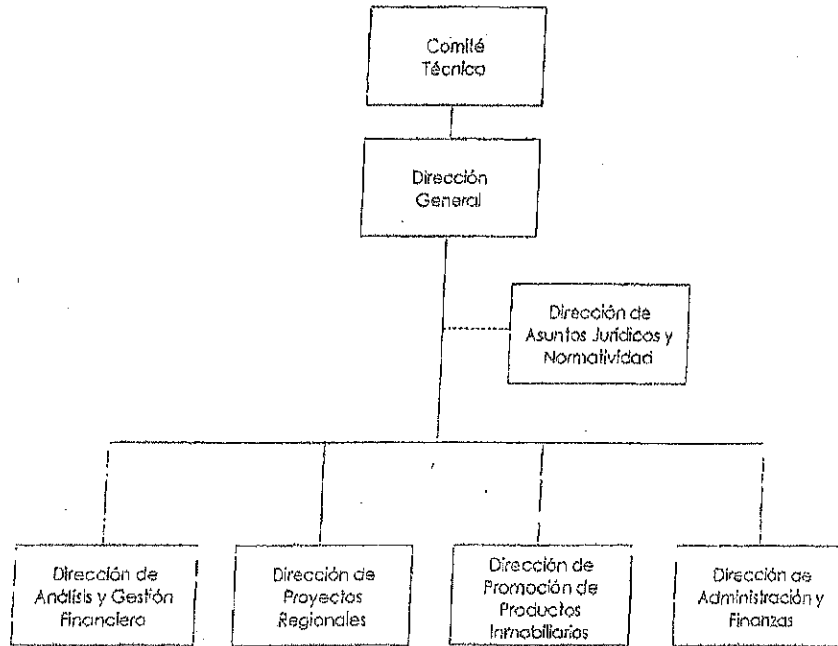 Comité
Técnico
Dirección
General
Dirección de
Asuntos Jurídicos y
Normatividad
Dirección de
Análisis y Gestión
Financiera
Dirección de
Proyectos
Regionales
Dirección de
Promoción de
Productos
Inmobiliarios
Dirección de
Administración y
Finanzas